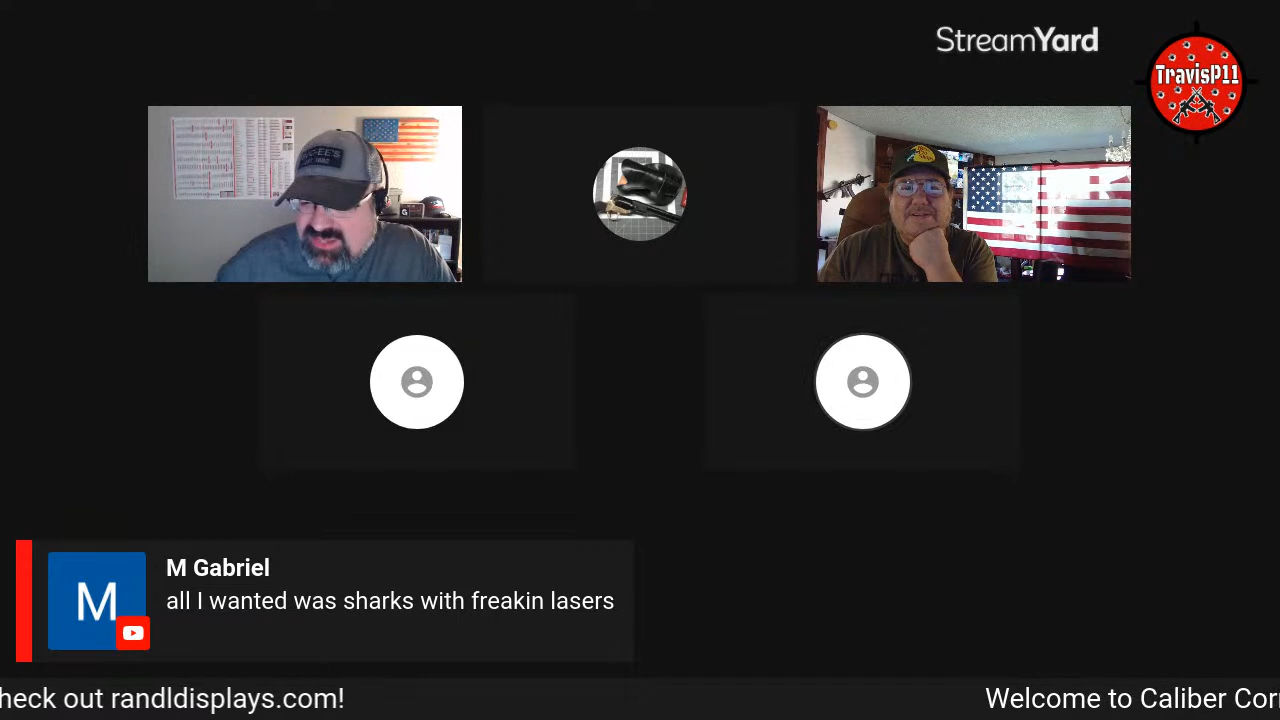 StreamYard
TravisP11
M Gabriel
M
all I wanted was sharks with freakin lasers
heck out randldisplays.com!
Welcome to Caliber Cor